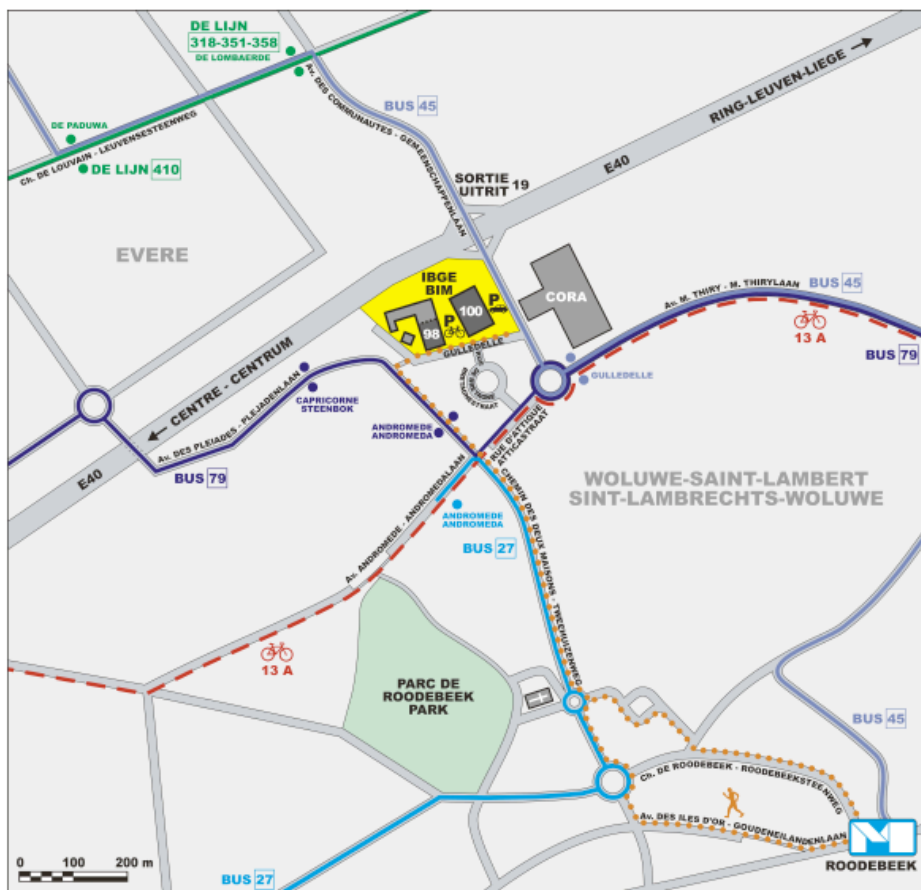 DE LIJN
318-351-358
DE LOMBAERDE
Av. DES COMMUNAUTES - GEMEENSCHAPPENLAAN
BUS 45
RING-LEUVEN-LIEGE
E40
DE PADUWA
Ch. DE LOUVAIN - LEUVENSESTEENWEG
DE LIJN 410
SORTIE
UITRIT 19
EVERE
IBGE
BIM
98
100
P
P
CORA
GULLEDELLE
Av. M. THIRY - M. THIRYLAAN
BUS 45
13 A
BUS 79
GULLEDELLE
CENTRE - CENTRUM
E40
CAPRICORNE
STEENBOK
Av. DES PLEIADES - PLEJADENLAAN
BUS 79
ANDROMEDE
ANDROMEDA
RUE D'ATTIQUE
ATTICASTRAAT
WOLUWE-SAINT-LAMBERT
SINT-LAMBRECHTS-WOLUWE
Av. ANDROMEDE - ANDROMEDALAAN
ANDROMEDE
ANDROMEDA
BUS 27
CHEMIN DES DEUX MAISONS - TWEEHUIZENWEG
13 A
PARC DE
ROODEBEEK
PARK
BUS 45
Ch. DE ROODEBEEK - ROODEBEEKSTEENWEG
Av. DES ILES D'OR - GOUDENEILANDENLAAN
M
ROODEBEEK
BUS 27
0 100 200 m